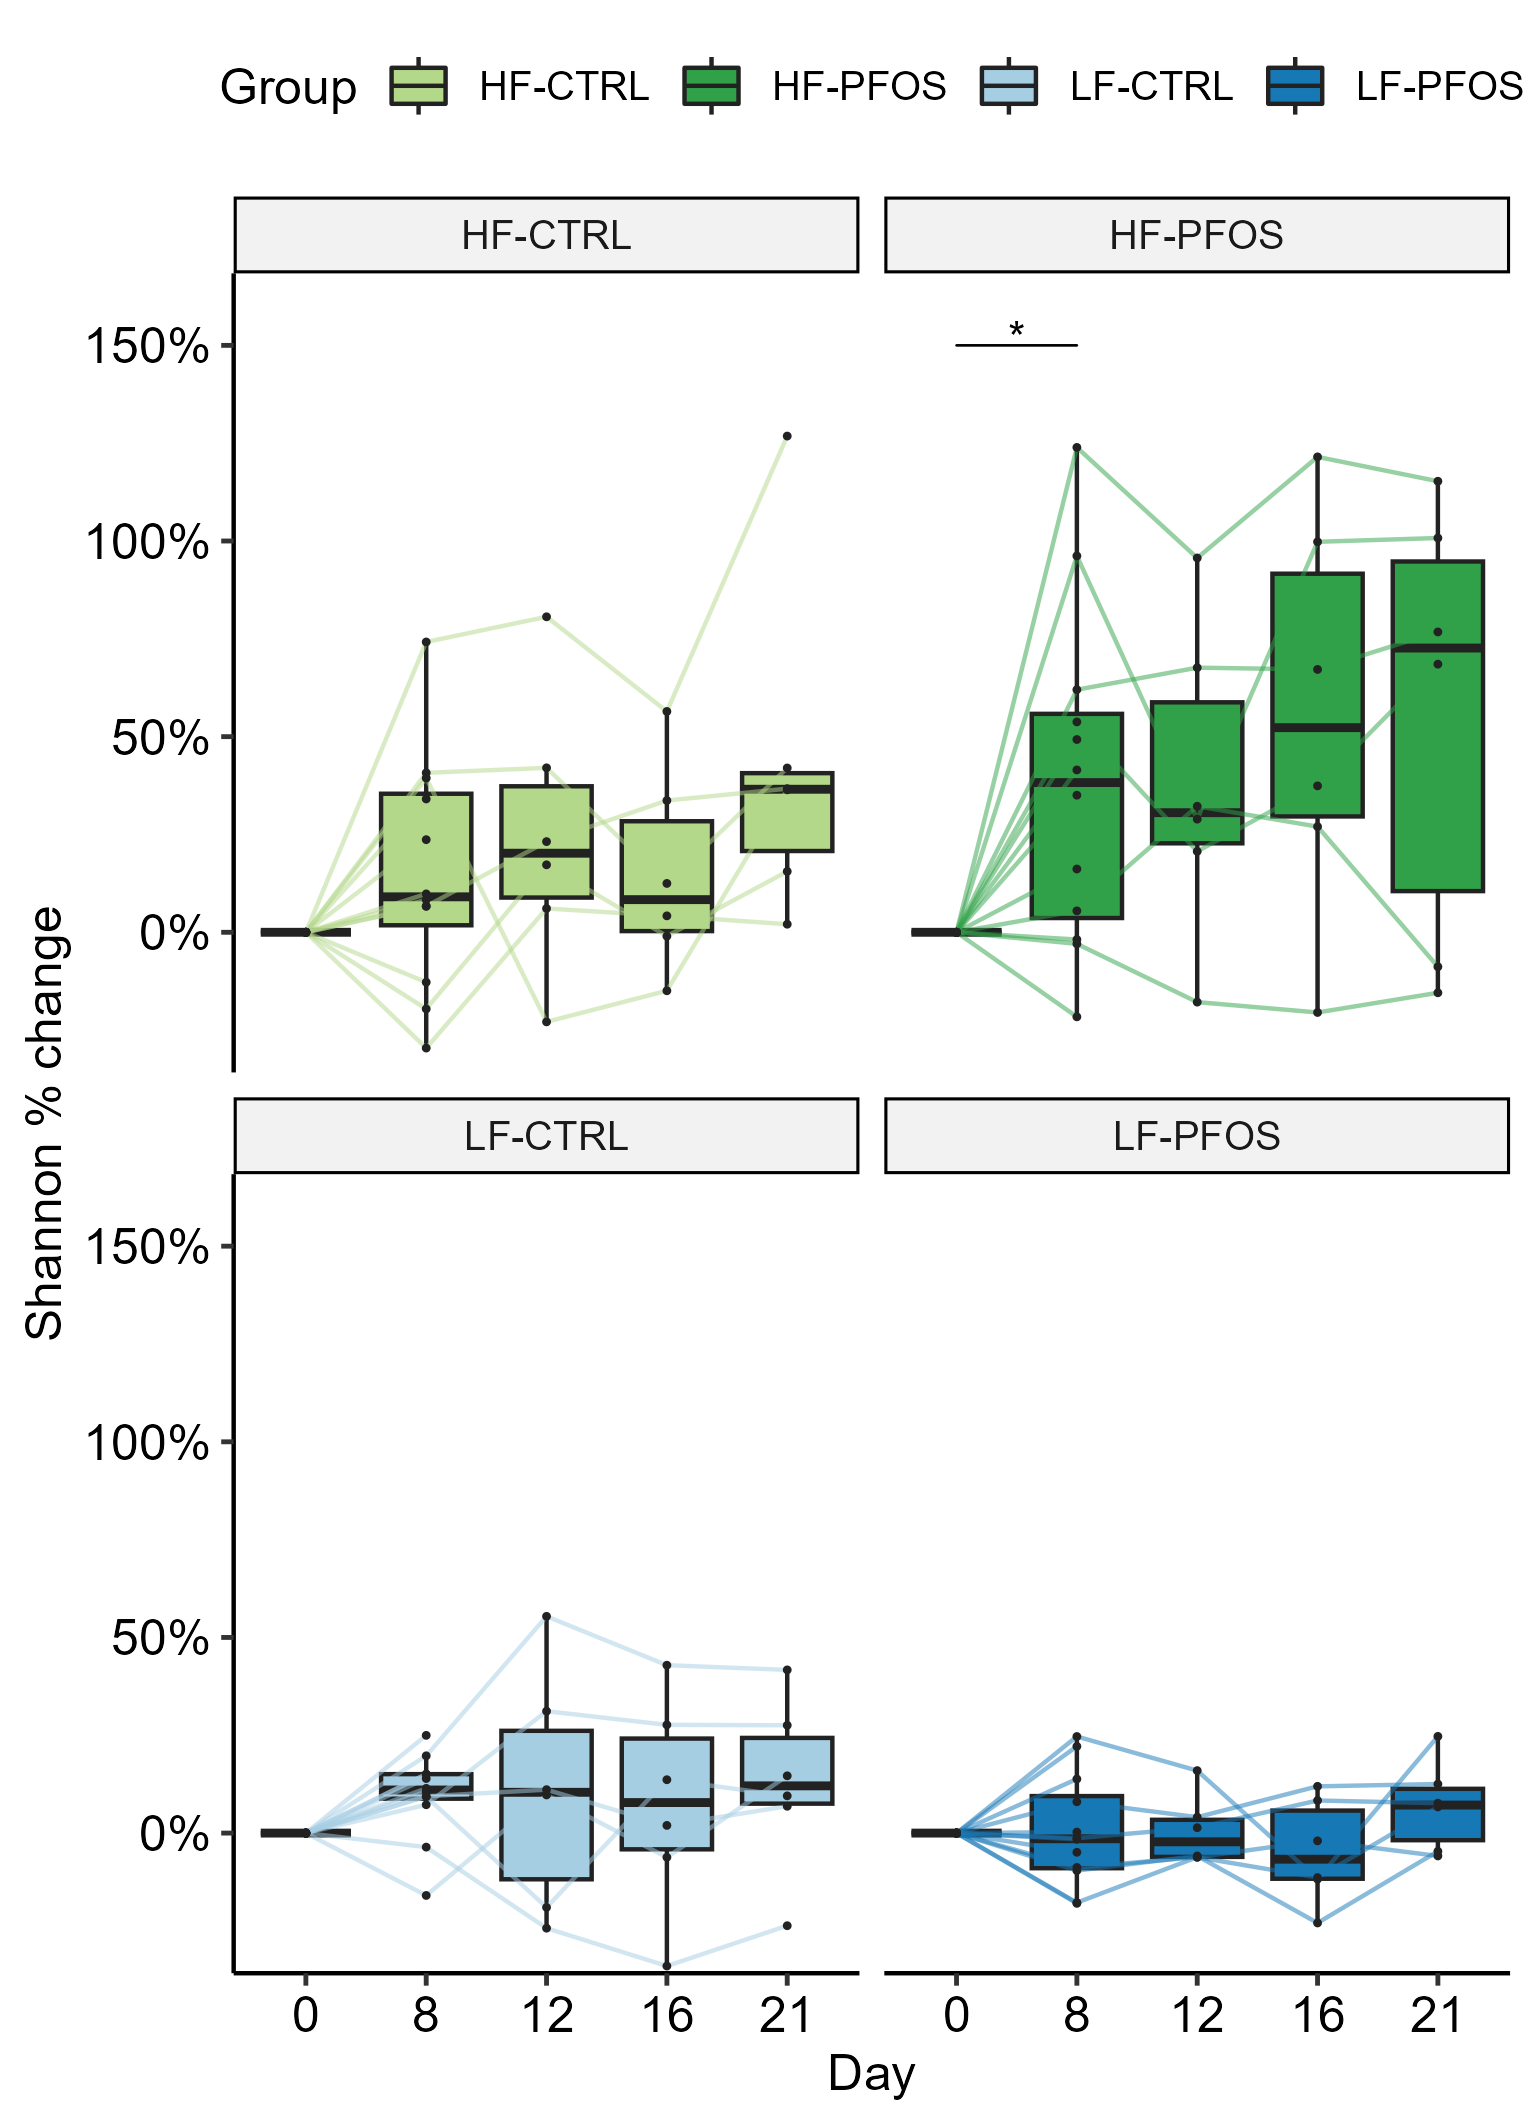 Group HF-CTRL HF-PFOS LF-CTRL LF-PFOS
HF-CTRL HF-PFOS
*
150%
100%
50%
0%
Shannon % change
LF-CTRL LF-PFOS
150%
100%
50%
0%
0 8 12 16 21 0 8 12 16 21
Day